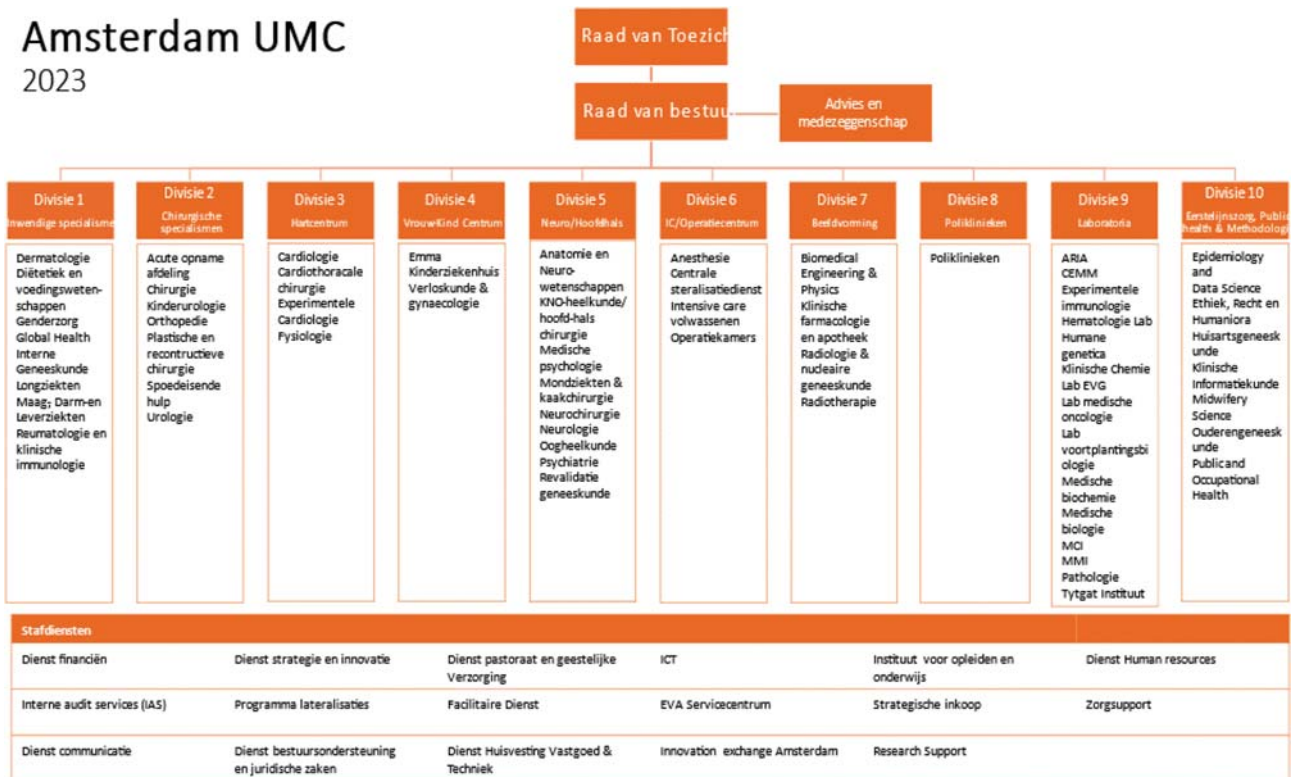 Amsterdam UMC
2023
Raad van Toezich
Raad van bestuu
Advies en
medezeggenschap
Divisie 1
Inwendige specialisme
Dermatologie
Diëtetiek en
voedingsweten-
schappen
Genderzorg
Global Health
Interne
Geneeskunde
Longziekten
Maag-, Darm-en
Leverziekten
Reumatologie en
klinische
immunologie
Divisie 2
Chirurgische
specialismen
Acute opname
afdeling
Chirurgie
Kinderurologie
Orthopedie
Plastische en
recontructieve
chirurgie
Spoedeisende
hulp
Urologie
Divisie 3
Hartcentrum
Cardiologie
Cardiothoracale
chirurgie
Experimentele
Cardiologie
Fysiologie
Divisie 4
Vrouw-Kind Centrum
Emma
Kinderziekenhuis
Verloskunde &
gynaecologie
Divisie 5
Neuro/Hoofdhals
Anatomie en
Neuro-
wetenschappen
KNO-heelkunde/
hoofd-hals
chirurgie
Medische
psychologie
Mondziekten &
kaakchirurgie
Neurochirurgie
Neurologie
Oogheelkunde
Psychiatrie
Revalidatie
geneeskunde
Divisie 6
IC/Operatiecentrum
Anesthesie
Centrale
steralisatiedienst
Intensive care
volwassenen
Operatiekamers
Divisie 7
Beeldvorming
Biomedical
Engineering &
Physics
Klinische
farmacologie
en apotheek
Radiologie &
nucleaire
geneeskunde
Radiotherapie
Divisie 8
Poliklinieken
Poliklinieken
Divisie 9
Laboratoria
ARIA
CEMM
Experimentele
immunologie
Hematologie Lab
Humane
genetica
Klinische Chemie
Lab EVG
Lab medische
oncologie
Lab
voortplantingsbi
ologie
Medische
biochemie
Medische
biologie
MCI
MMI
Pathologie
Tytgat Instituut
Divisie 10
Eerstelijnszorg, Public
health & Methodologie
Epidemiology
and
Data Science
Ethiek, Recht en
Humaniora
Huisartsgeneesk
unde
Klinische
Informatiekunde
Midwifery
Science
Ouderengeneesk
unde
Public and
Occupational
Health
Stafdiensten
Dienst financiën
Dienst strategie en innovatie
Dienst pastoraat en geestelijke
Verzorging
ICT
Instituut voor opleiden en
onderwijs
Dienst Human resources
Interne audit services (IAS)
Programma lateralisaties
Facilitaire Dienst
EVA Servicecentrum
Strategische inkoop
Zorgsupport
Dienst communicatie
Dienst bestuursondersteuning
en juridische zaken
Dienst Huisvesting Vastgoed &
Techniek
Innovation exchange Amsterdam
Research Support